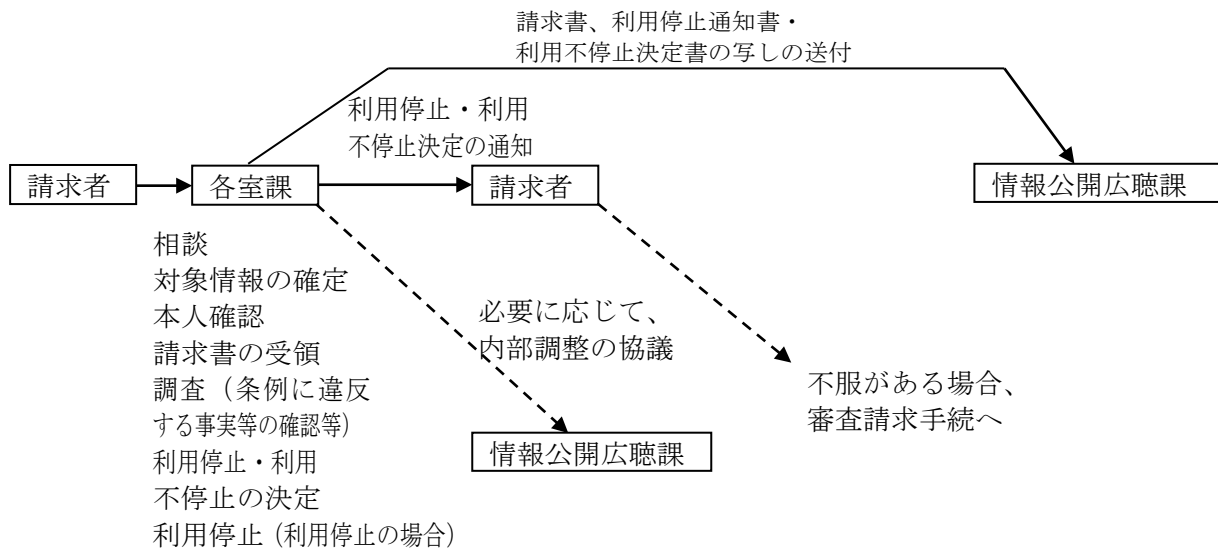 請求書、利用停止通知書・
利用不停止決定書の写しの送付
利用停止・利用
不停止決定の通知
請求者
各室課
請求者
情報公開広聴課
相談
対象情報の確定
本人確認
請求書の受領
調査（条例に違反
する事実等の確認等）
利用停止・利用
不停止の決定
利用停止（利用停止の場合）
必要に応じて、
内部調整の協議
情報公開広聴課
不服がある場合、
審査請求手続へ